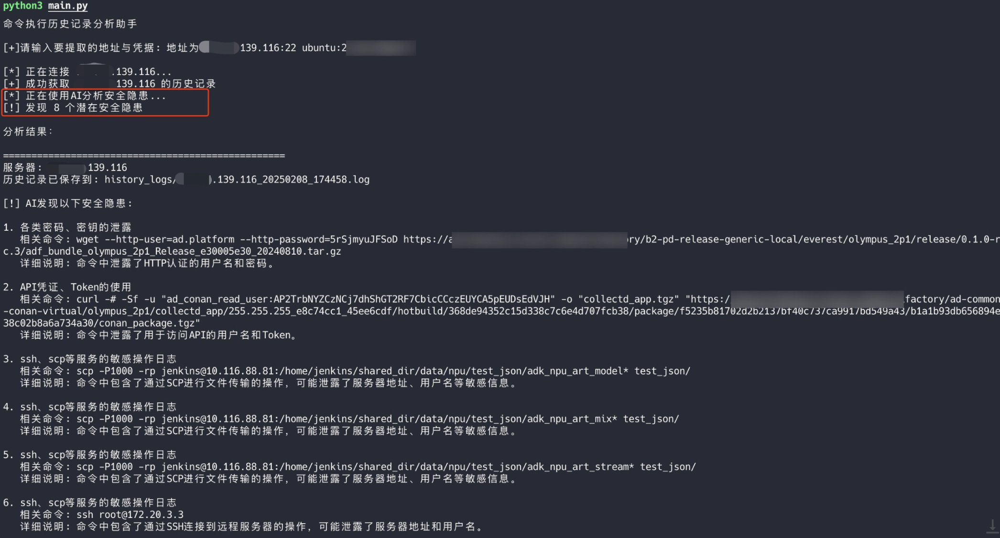 python3 main.py
命令执行历史记录分析助手
[+]请输入要提取的地址与凭据: 地址为 139.116:22 ubuntu:2
[*] 正在连接 .139.116...
[+] 成功获取 139.116 的历史记录
[*] 正在使用AI分析安全隐患...
[!] 发现 8 个潜在安全隐患
分析结果:
==================================================
服务器: 139.116
历史记录已保存到: history_logs/ .139.116_20250208_174458.log
[!] AI发现以下安全隐患:
1. 各类密码、密钥的泄露
相关命令: wget --http-user=ad.platform --http-password=5rSjmyuJFSoD https://a ry/b2-pd-release-generic-local/everest/olympus_2p1/release/0.1.0-r
c.3/adf_bundle_olympus_2p1_Release_e30005e30_20240810.tar.gz
详细说明: 命令中泄露了HTTP认证的用户名和密码。
2. API凭证、Token的使用
相关命令: curl -# -Sf -u "ad_conan_read_user:AP2TrbNYZCzNCj7dhShGT2RF7CbicCCczEUYCA5pEUDsEdVJH" -o "collectd_app.tgz" "https:/ factory/ad-common
-conan-virtual/olympus_2p1/collectd_app/255.255.255_e8c74cc1_45ee6cdf/hotbuild/368de94352c15d338c7c6e4d707fcb38/package/f5235b81702d2b2137bf40c737ca9917bd549a43/b1a1b93db656894e
38c02b8a6a734a30/conan_package.tgz"
详细说明: 命令中泄露了用于访问API的用户名和Token。
3. ssh、scp等服务的敏感操作日志
相关命令: scp -P1000 -rp jenkins@10.116.88.81:/home/jenkins/shared_dir/data/npu/test_json/adk_npu_art_model* test_json/
详细说明: 命令中包含了通过SCP进行文件传输的操作, 可能泄露了服务器地址、用户名等敏感信息。
4. ssh、scp等服务的敏感操作日志
相关命令: scp -P1000 -rp jenkins@10.116.88.81:/home/jenkins/shared_dir/data/npu/test_json/adk_npu_art_mix* test_json/
详细说明: 命令中包含了通过SCP进行文件传输的操作, 可能泄露了服务器地址、用户名等敏感信息。
5. ssh、scp等服务的敏感操作日志
相关命令: scp -P1000 -rp jenkins@10.116.88.81:/home/jenkins/shared_dir/data/npu/test_json/adk_npu_art_stream* test_json/
详细说明: 命令中包含了通过SCP进行文件传输的操作, 可能泄露了服务器地址、用户名等敏感信息。
6. ssh、scp等服务的敏感操作日志
相关命令: ssh root@172.20.3.3
详细说明: 命令中包含了通过SSH连接到远程服务器的操作, 可能泄露了服务器地址和用户名。